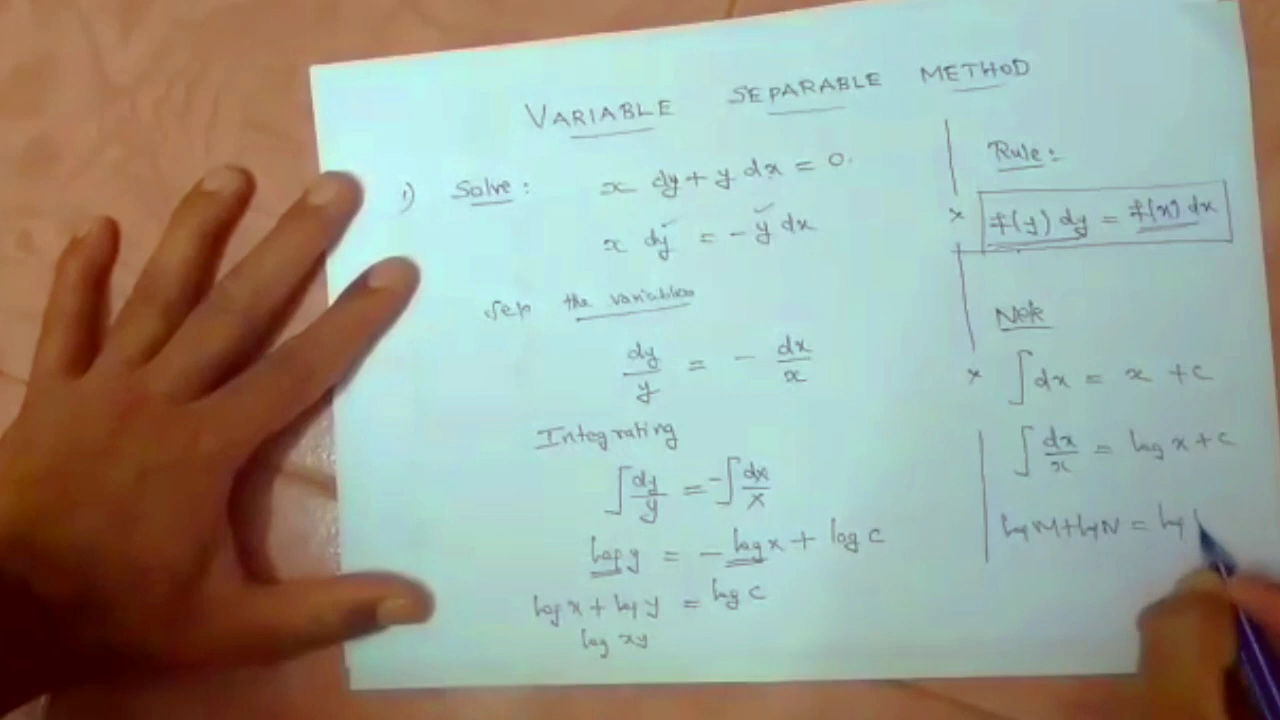 VARIABLE SEPARABLE METHOD
1) Solve: x dy + y dx = 0.
x dy = - y dx
Sep the variables
dy/y = - dx/x
Integrating
∫ dy/y = -∫ dx/x
log y = - log x + log c
log x + log y = log c
log xy
Rule:
f(y) dy = f(x) dx
Note
∫ dx = x + c
∫ dx/x = log x + c
log M + log N = log